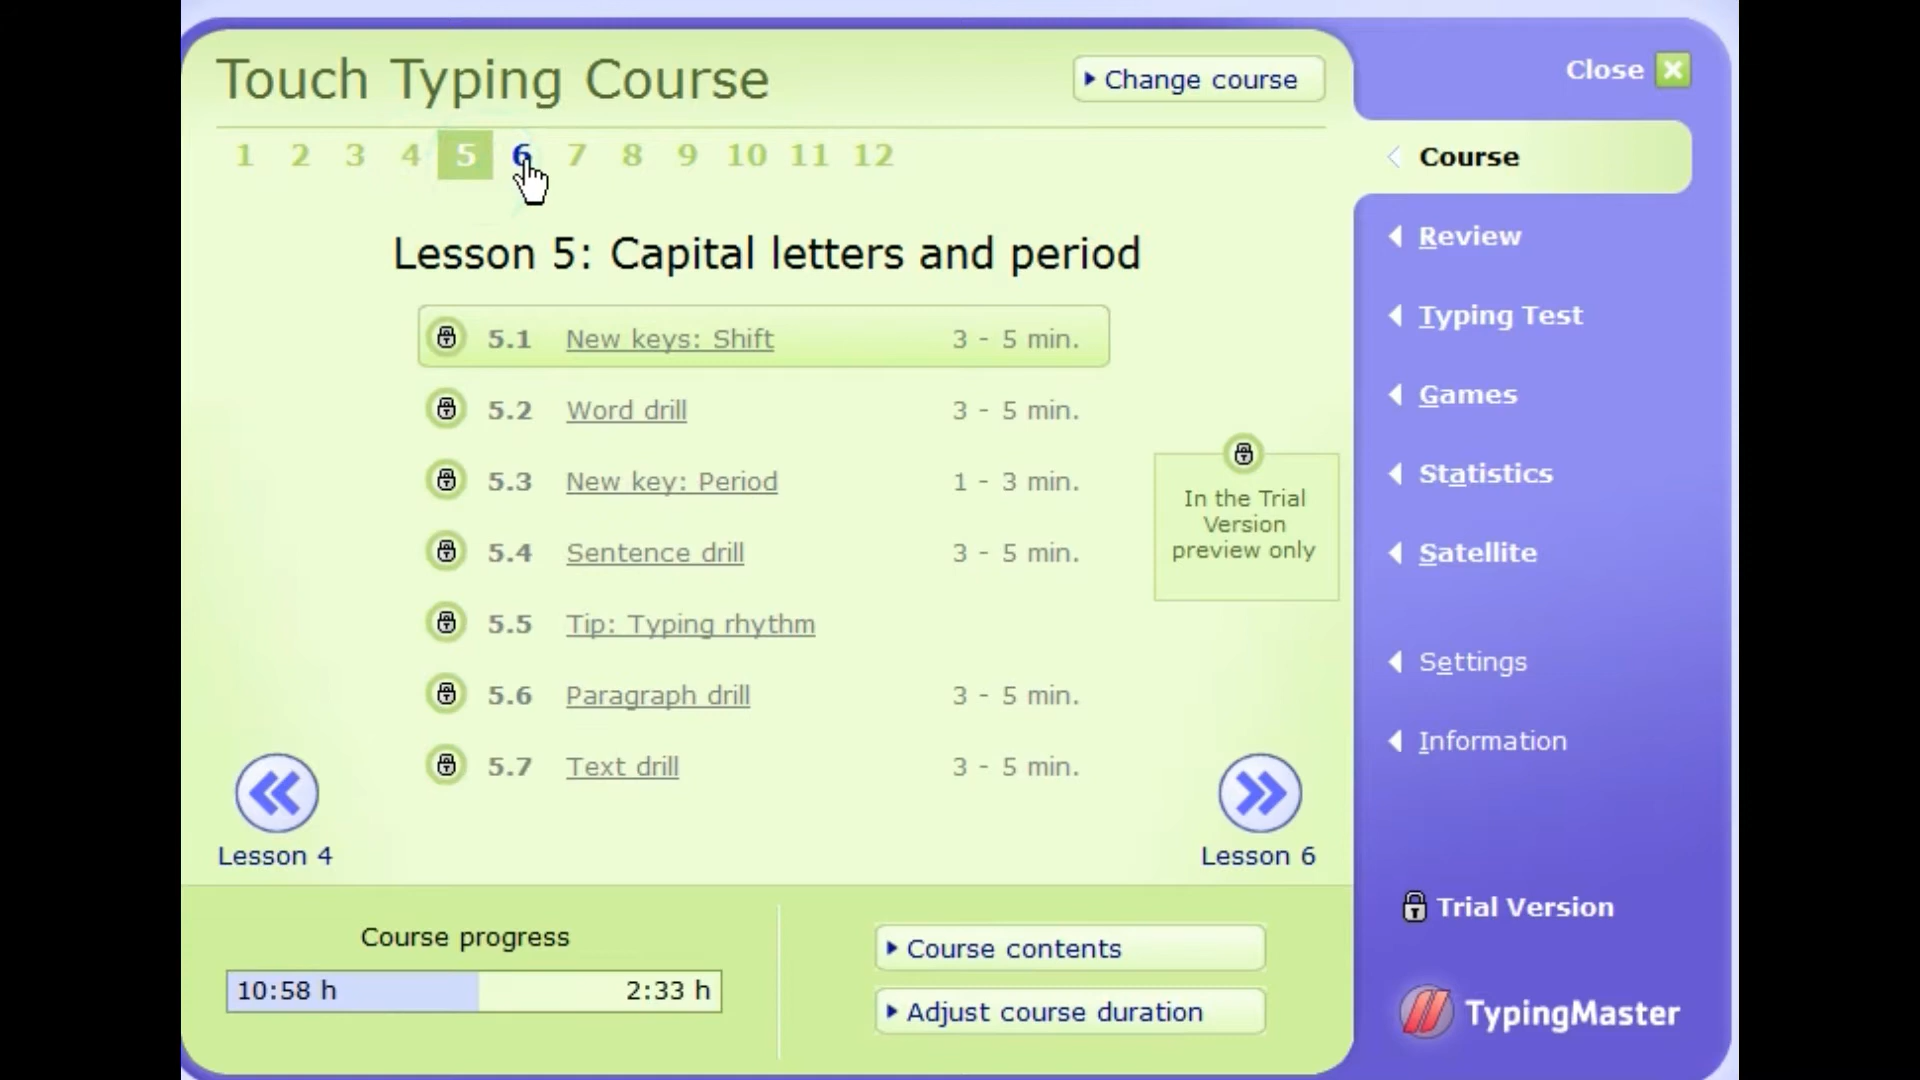 Touch Typing Course
Change course
Close
1 2 3 4 5 6 7 8 9 10 11 12
Course
Review
Typing Test
Games
Statistics
Satellite
Settings
Information
Lesson 5: Capital letters and period
5.1 New keys: Shift 3 - 5 min.
5.2 Word drill 3 - 5 min.
5.3 New key: Period 1 - 3 min.
5.4 Sentence drill 3 - 5 min.
5.5 Tip: Typing rhythm
5.6 Paragraph drill 3 - 5 min.
5.7 Text drill 3 - 5 min.
In the Trial
Version
preview only
Lesson 4
Lesson 6
Course progress
10:58 h 2:33 h
Course contents
Adjust course duration
Trial Version
TypingMaster